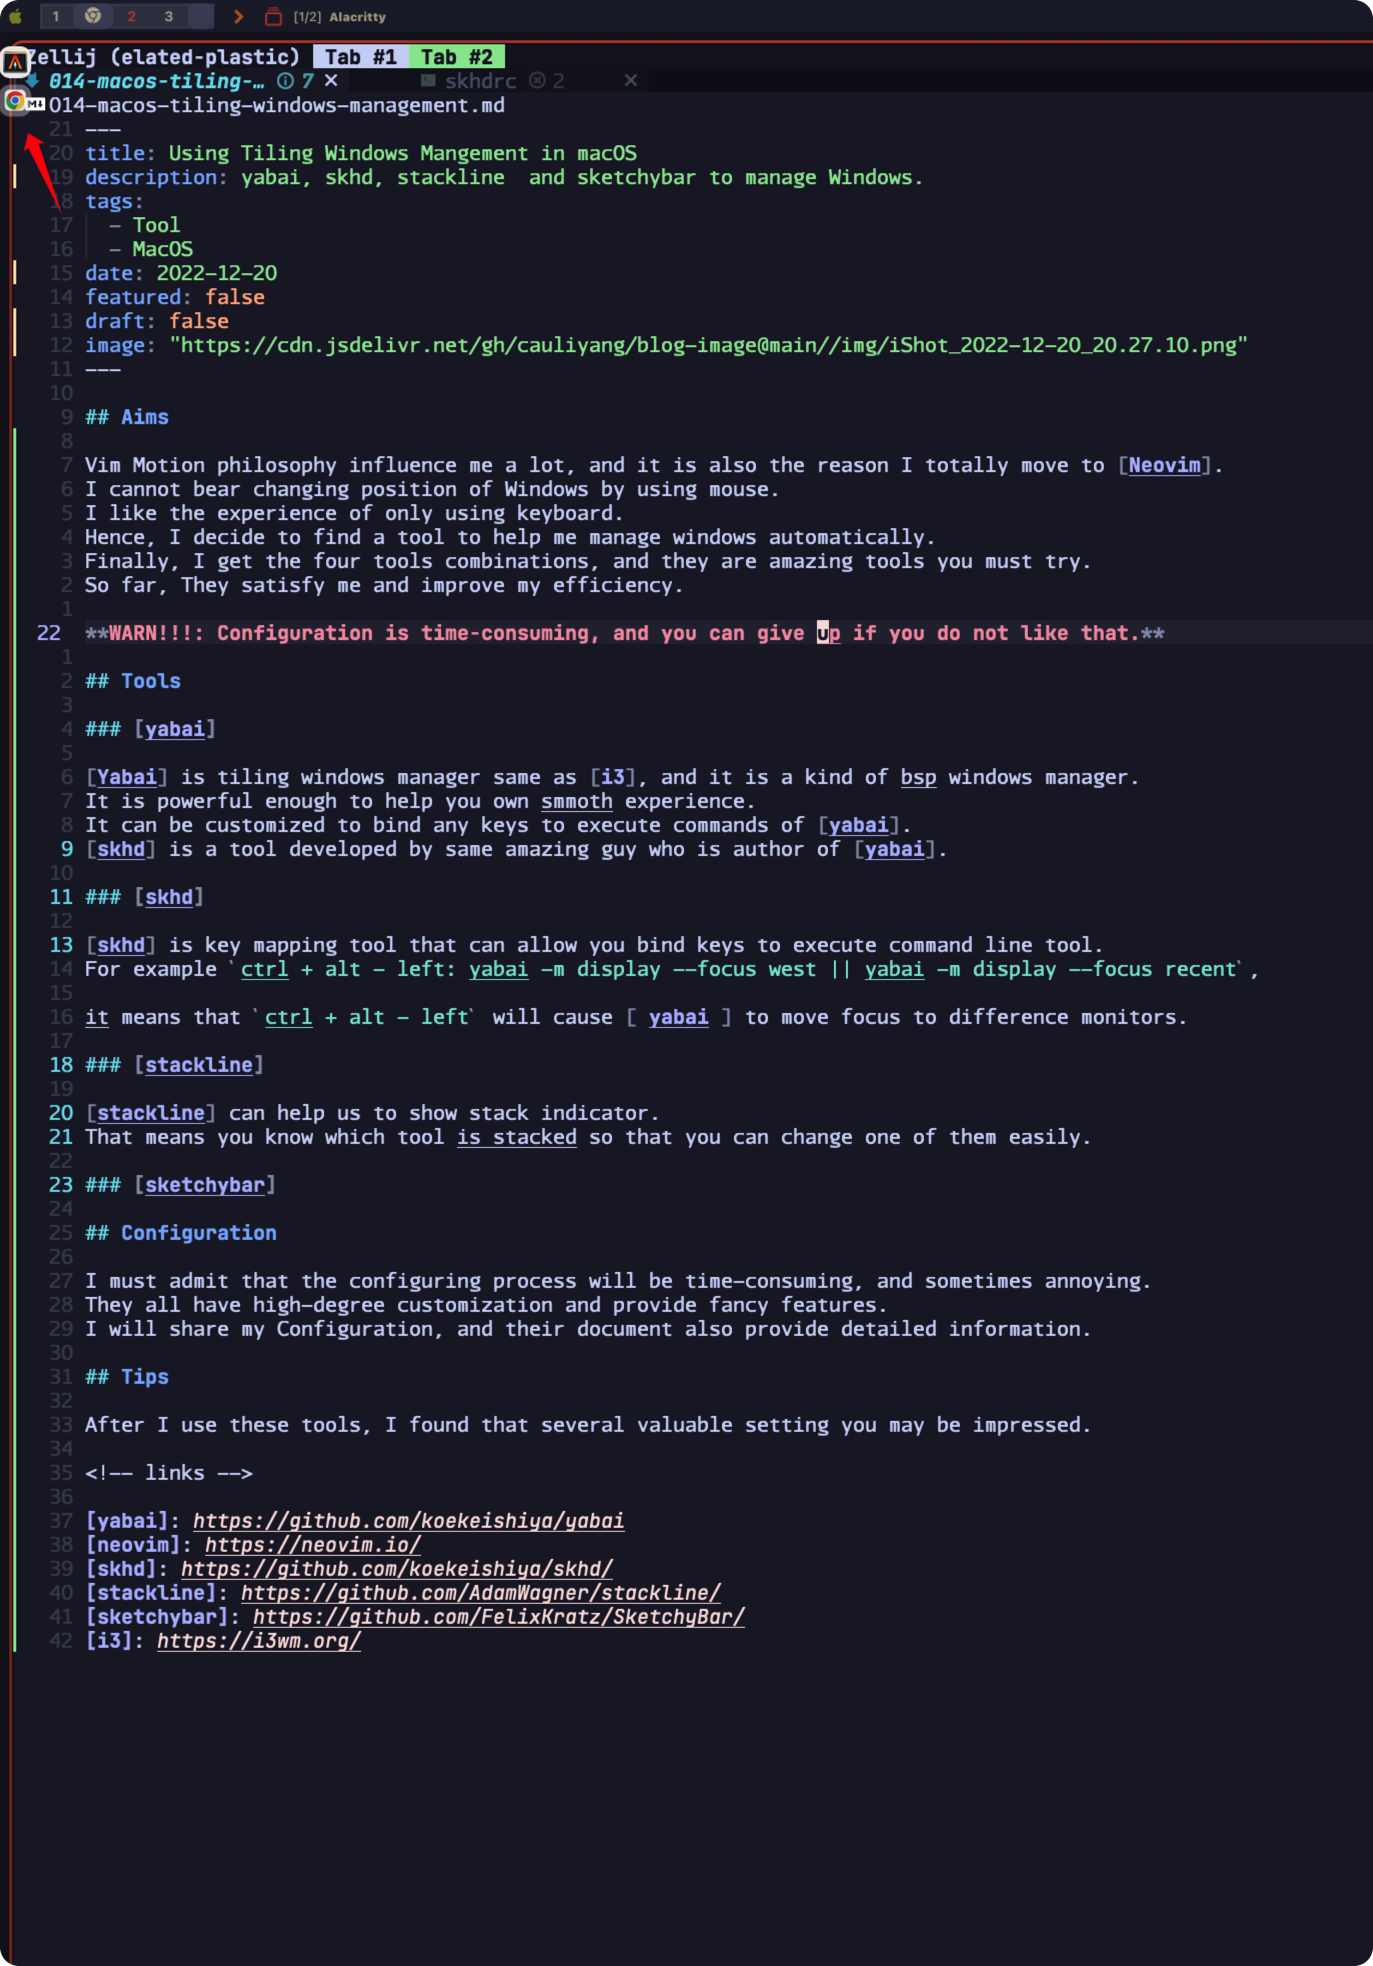 1 2 3 [1/2] Alacritty
Zellij (elated-plastic) Tab #1 Tab #2
014-macos-tiling-… 7 × skhdrc 2 ×
014-macos-tiling-windows-management.md
21 ---
20 title: Using Tiling Windows Mangement in macOS
19 description: yabai, skhd, stackline  and sketchybar to manage Windows.
18 tags:
17   - Tool
16   - MacOS
15 date: 2022-12-20
14 featured: false
13 draft: false
12 image: "https://cdn.jsdelivr.net/gh/cauliyang/blog-image@main//img/iShot_2022-12-20_20.27.10.png"
11 ---
10
9 ## Aims
8
7 Vim Motion philosophy influence me a lot, and it is also the reason I totally move to [Neovim].
6 I cannot bear changing position of Windows by using mouse.
5 I like the experience of only using keyboard.
4 Hence, I decide to find a tool to help me manage windows automatically.
3 Finally, I get the four tools combinations, and they are amazing tools you must try.
2 So far, They satisfy me and improve my efficiency.
1
22 **WARN!!!: Configuration is time-consuming, and you can give up if you do not like that.**
1
2 ## Tools
3
4 ### [yabai]
5
6 [Yabai] is tiling windows manager same as [i3], and it is a kind of bsp windows manager.
7 It is powerful enough to help you own smmoth experience.
8 It can be customized to bind any keys to execute commands of [yabai].
9 [skhd] is a tool developed by same amazing guy who is author of [yabai].
10
11 ### [skhd]
12
13 [skhd] is key mapping tool that can allow you bind keys to execute command line tool.
14 For example `ctrl + alt - left: yabai -m display --focus west || yabai -m display --focus recent`,
15
16 it means that `ctrl + alt - left` will cause [ yabai ] to move focus to difference monitors.
17
18 ### [stackline]
19
20 [stackline] can help us to show stack indicator.
21 That means you know which tool is stacked so that you can change one of them easily.
22
23 ### [sketchybar]
24
25 ## Configuration
26
27 I must admit that the configuring process will be time-consuming, and sometimes annoying.
28 They all have high-degree customization and provide fancy features.
29 I will share my Configuration, and their document also provide detailed information.
30
31 ## Tips
32
33 After I use these tools, I found that several valuable setting you may be impressed.
34
35 <!-- links -->
36
37 [yabai]: https://github.com/koekeishiya/yabai
38 [neovim]: https://neovim.io/
39 [skhd]: https://github.com/koekeishiya/skhd/
40 [stackline]: https://github.com/AdamWagner/stackline/
41 [sketchybar]: https://github.com/FelixKratz/SketchyBar/
42 [i3]: https://i3wm.org/